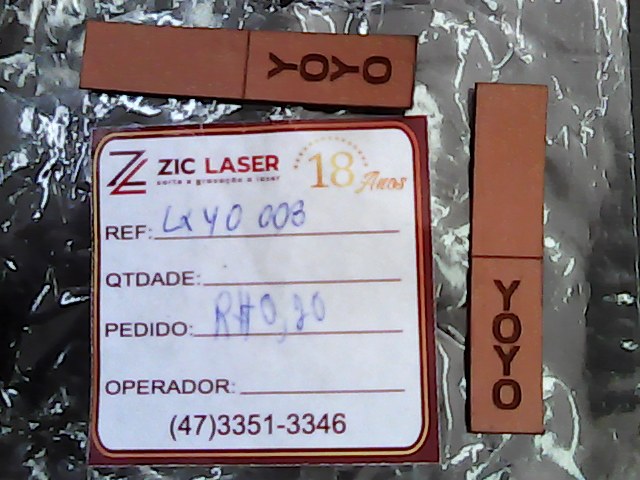 YOYO
ZIC LASER
corte e gravação a laser
18 Anos
REF: LXYO 003
QTDADE:
PEDIDO: R$0,20
OPERADOR:
(47)3351-3346
YOYO